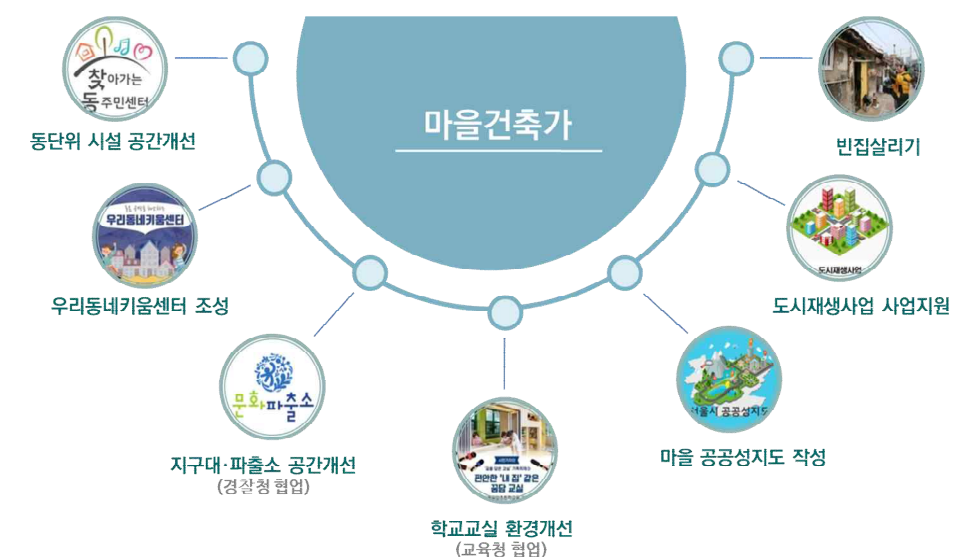 마을건축가
찾아가는
동주민센터
동단위 시설 공간개선
우리동네키움센터
우리동네키움센터 조성
문화파출소
지구대·파출소 공간개선
(경찰청 협업)
편안한 '내 집' 같은
꿈담 교실
학교교실 환경개선
(교육청 협업)
서울시 공공성지도
마을 공공성지도 작성
도시재생사업
도시재생사업 사업지원
빈집살리기